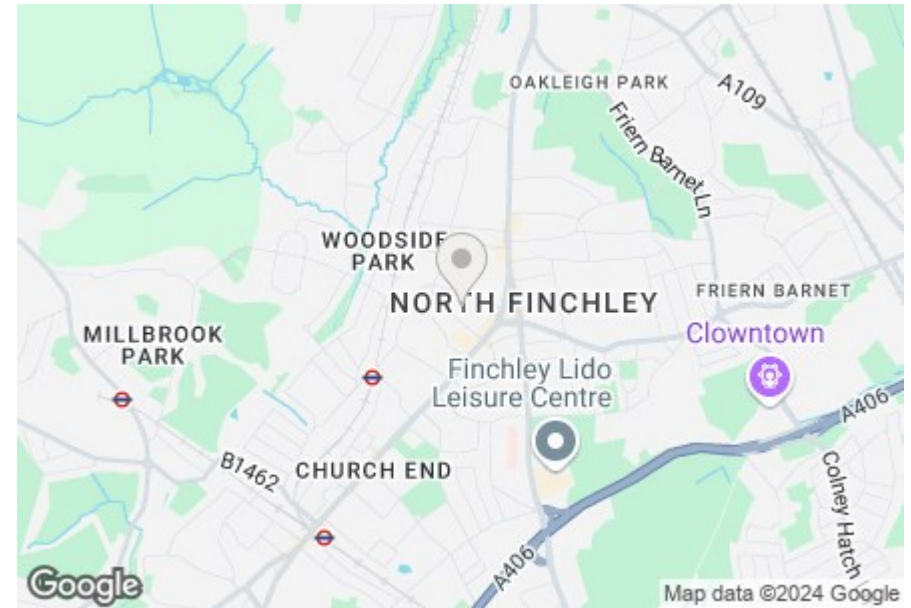 OAKLEIGH PARK
A109
Friern Barnet Ln
WOODSIDE
PARK
NORTH FINCHLEY
FRIERN BARNET
MILLBROOK
PARK
Clowntown
Finchley Lido
Leisure Centre
A406
B1462
CHURCH END
Colney Hatch
A406
Google
Map data ©2024 Google